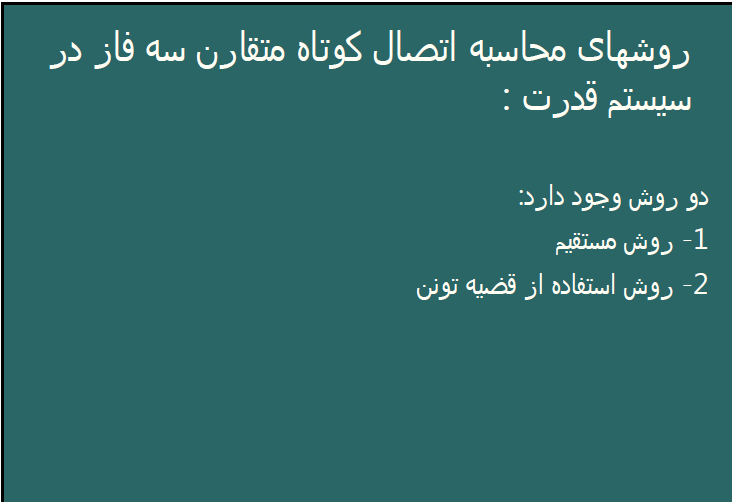 روشهای محاسبه اتصال کوتاه متقارن سه فاز در
سیستم قدرت :
دو روش وجود دارد:
1- روش مستقیم
2- روش استفاده از قضیه تونن